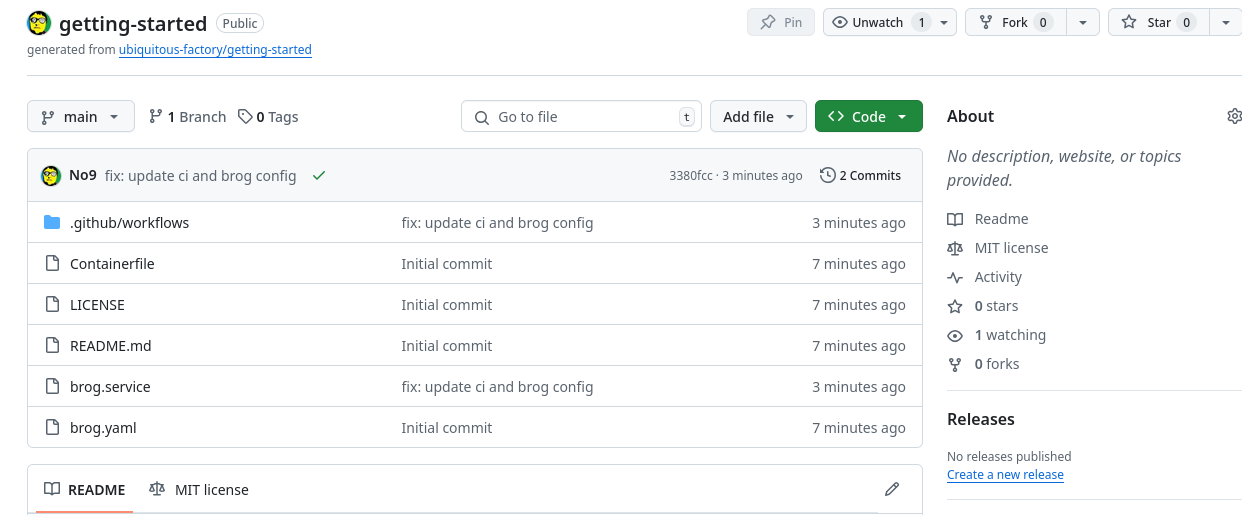 getting-started Public Pin Unwatch 1 Fork 0 Star 0
generated from ubiquitous-factory/getting-started
main 1 Branch 0 Tags Go to file t Add file Code
No9 fix: update ci and brog config 3380fcc · 3 minutes ago 2 Commits
.github/workflows fix: update ci and brog config 3 minutes ago
Containerfile Initial commit 7 minutes ago
LICENSE Initial commit 7 minutes ago
README.md Initial commit 7 minutes ago
brog.service fix: update ci and brog config 3 minutes ago
brog.yaml Initial commit 7 minutes ago
README MIT license
About
No description, website, or topics
provided.
Readme
MIT license
Activity
0 stars
1 watching
0 forks
Releases
No releases published
Create a new release